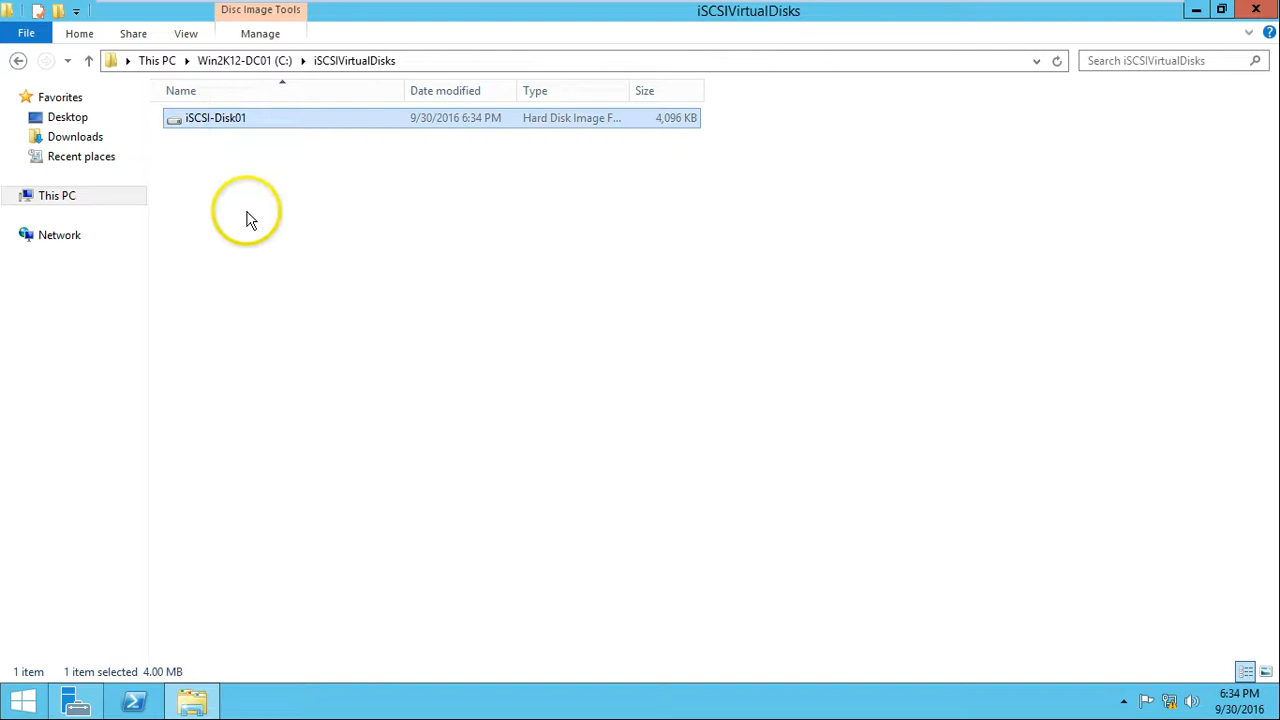 Disc Image Tools
iSCSIVirtualDisks
File Home Share View Manage
This PC Win2K12-DC01 (C:) iSCSIVirtualDisks
Search iSCSIVirtualDisks
Name Date modified Type Size
iSCSI-Disk01 9/30/2016 6:34 PM Hard Disk Image F... 4,096 KB
Favorites
Desktop
Downloads
Recent places
This PC
Network
1 item 1 item selected 4.00 MB
6:34 PM
9/30/2016